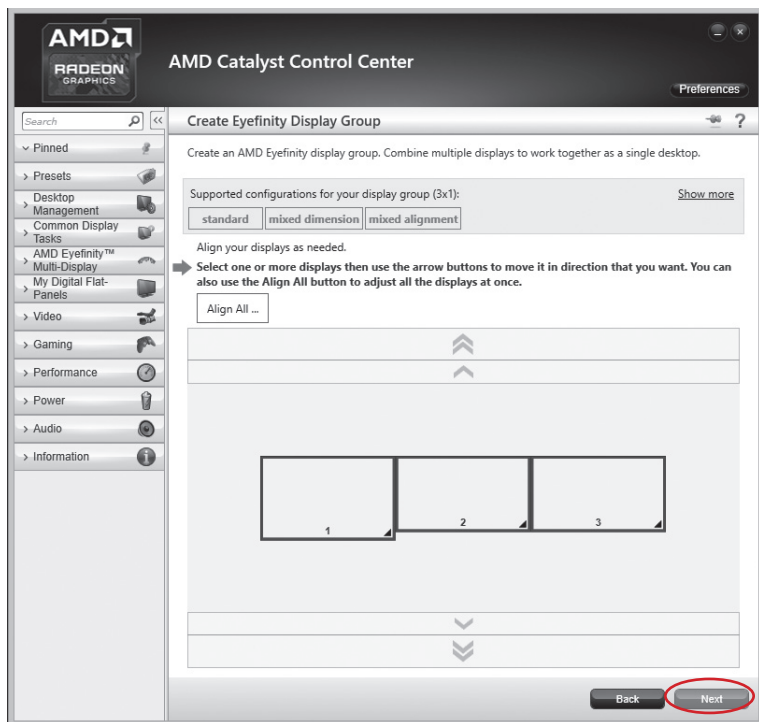 AMD
RADEON
GRAPHICS
AMD Catalyst Control Center
Preferences
Search
Create Eyefinity Display Group
?
Pinned
Presets
Desktop
Management
Common Display
Tasks
AMD Eyefinity™
Multi-Display
My Digital Flat-
Panels
Video
Gaming
Performance
Power
Audio
Information
Create an AMD Eyefinity display group. Combine multiple displays to work together as a single desktop.
Supported configurations for your display group (3x1):
Show more
standard mixed dimension mixed alignment
Align your displays as needed.
Select one or more displays then use the arrow buttons to move it in direction that you want. You can
also use the Align All button to adjust all the displays at once.
Align All ...
1 2 3
Back Next